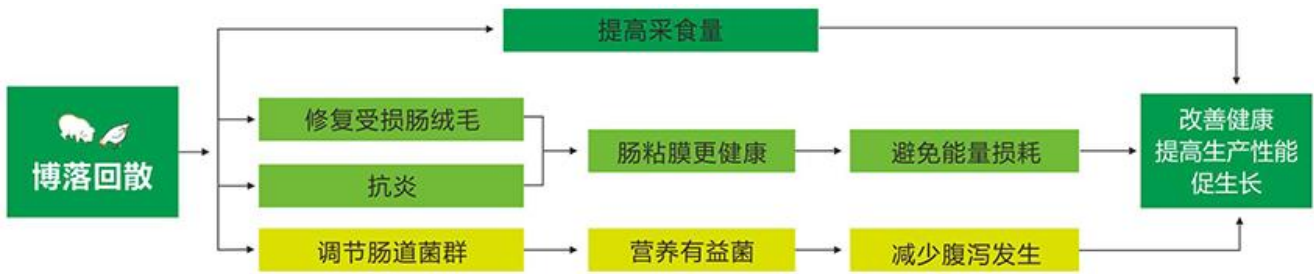 提高采食量
博落回散
修复受损肠绒毛
抗炎
肠粘膜更健康
避免能量损耗
调节肠道菌群
营养有益菌
减少腹泻发生
改善健康
提高生产性能
促生长